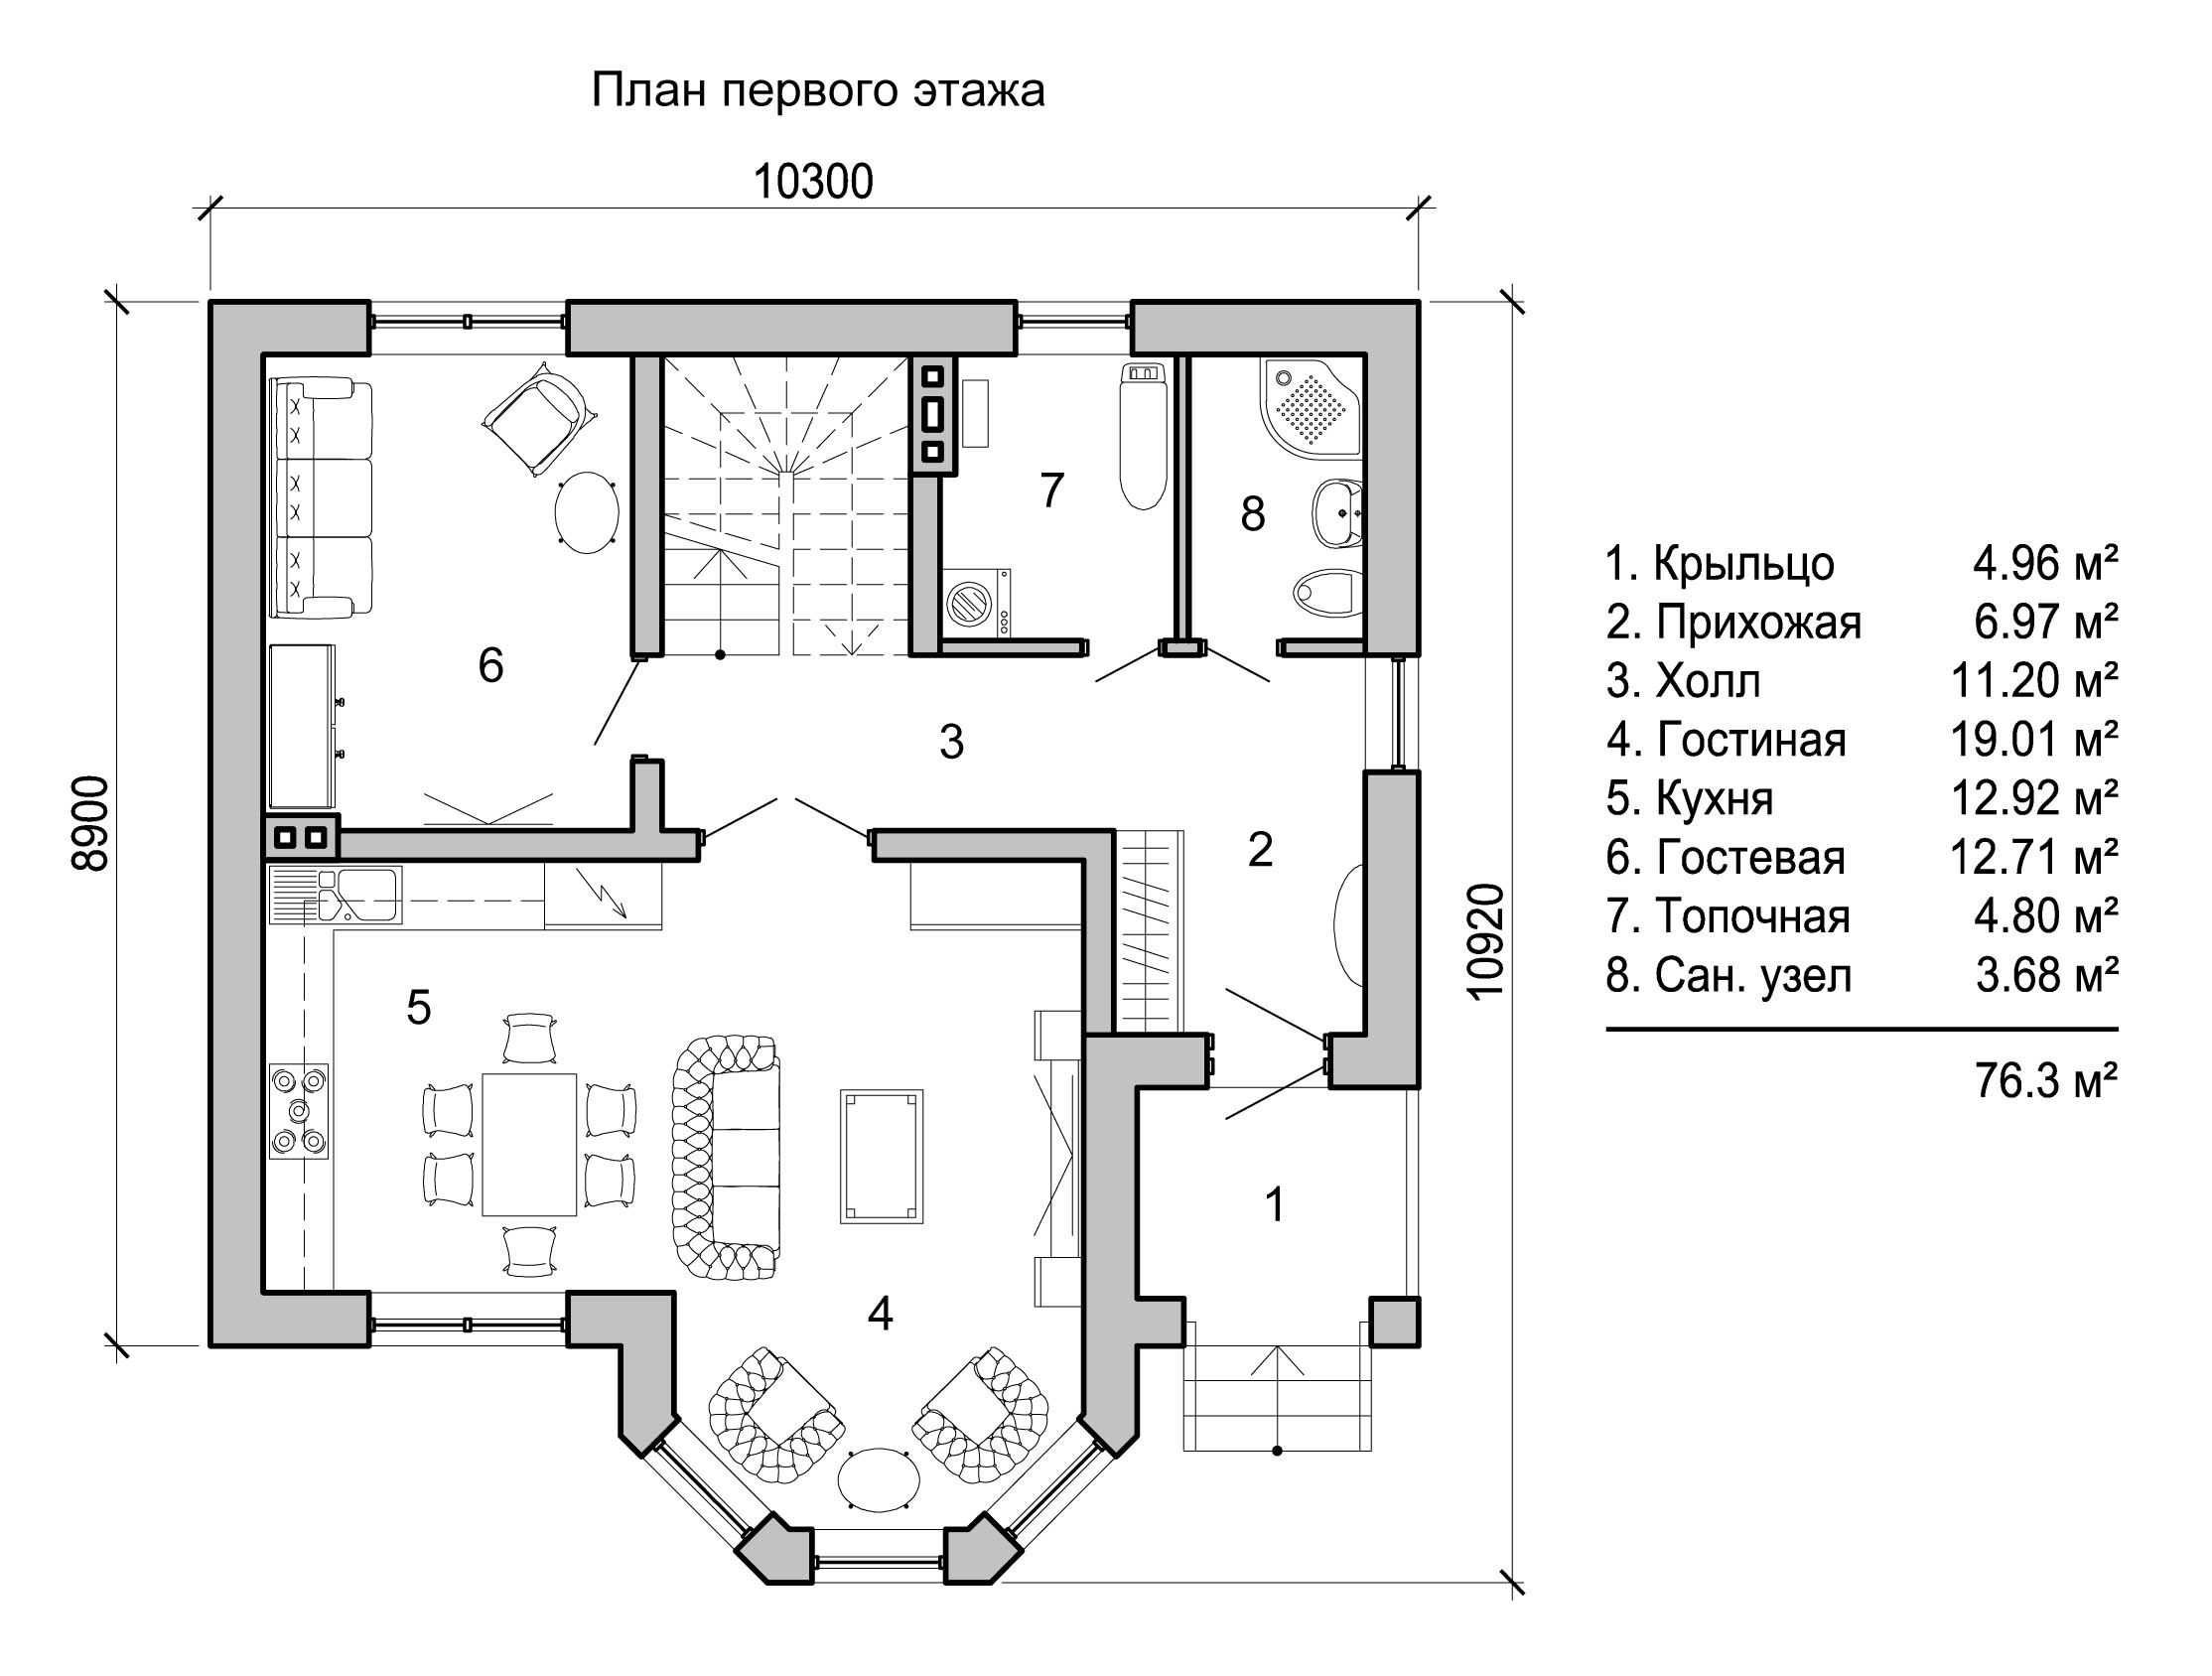 План первого этажа
10300
8900
10920
7
8
6
3
2
5
1
4
1. Крыльцо 4.96 м²
2. Прихожая 6.97 м²
3. Холл 11.20 м²
4. Гостиная 19.01 м²
5. Кухня 12.92 м²
6. Гостевая 12.71 м²
7. Топочная 4.80 м²
8. Сан. узел 3.68 м²
76.3 м²